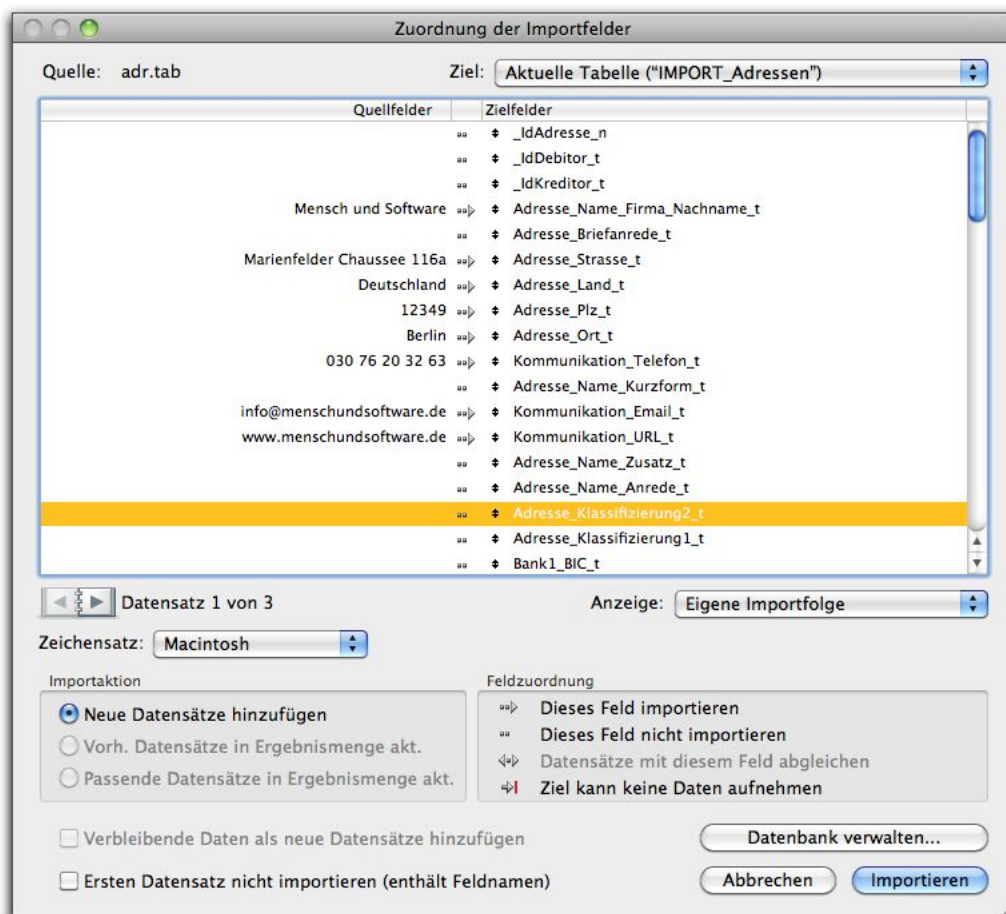 Zuordnung der Importfelder
Quelle: adr.tab Ziel: Aktuelle Tabelle (“IMPORT_Adressen”)
Quellfelder Zielfelder
_IdAdresse_n
_IdDebitor_t
_IdKreditor_t
Mensch und Software Adresse_Name_Firma_Nachname_t
Adresse_Briefanrede_t
Marienfelder Chaussee 116a Adresse_Strasse_t
Deutschland Adresse_Land_t
12349 Adresse_Plz_t
Berlin Adresse_Ort_t
030 76 20 32 63 Kommunikation_Telefon_t
Adresse_Name_Kurzform_t
info@menschundsoftware.de Kommunikation_Email_t
www.menschundsoftware.de Kommunikation_URL_t
Adresse_Name_Zusatz_t
Adresse_Name_Anrede_t
Adresse_Klassifizierung2_t
Adresse_Klassifizierung1_t
Bank1_BIC_t
Datensatz 1 von 3 Anzeige: Eigene Importfolge
Zeichensatz: Macintosh
Importaktion
Neue Datensätze hinzufügen
Vorh. Datensätze in Ergebnismenge akt.
Passende Datensätze in Ergebnismenge akt.
Feldzuordnung
Dieses Feld importieren
Dieses Feld nicht importieren
Datensätze mit diesem Feld abgleichen
Ziel kann keine Daten aufnehmen
Verbleibende Daten als neue Datensätze hinzufügen
Datenbank verwalten...
Ersten Datensatz nicht importieren (enthält Feldnamen)
Abbrechen Importieren